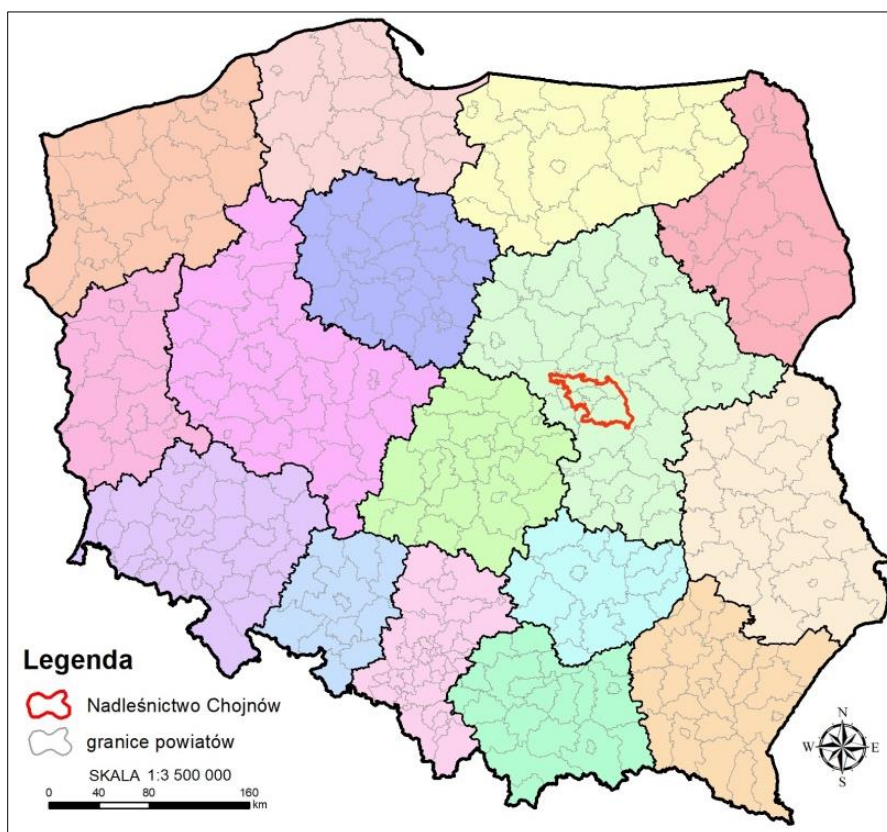 Legenda
Nadleśnictwo Chojnów
granice powiatów
SKALA 1:3 500 000
0 40 80 160
km
N
W E
S